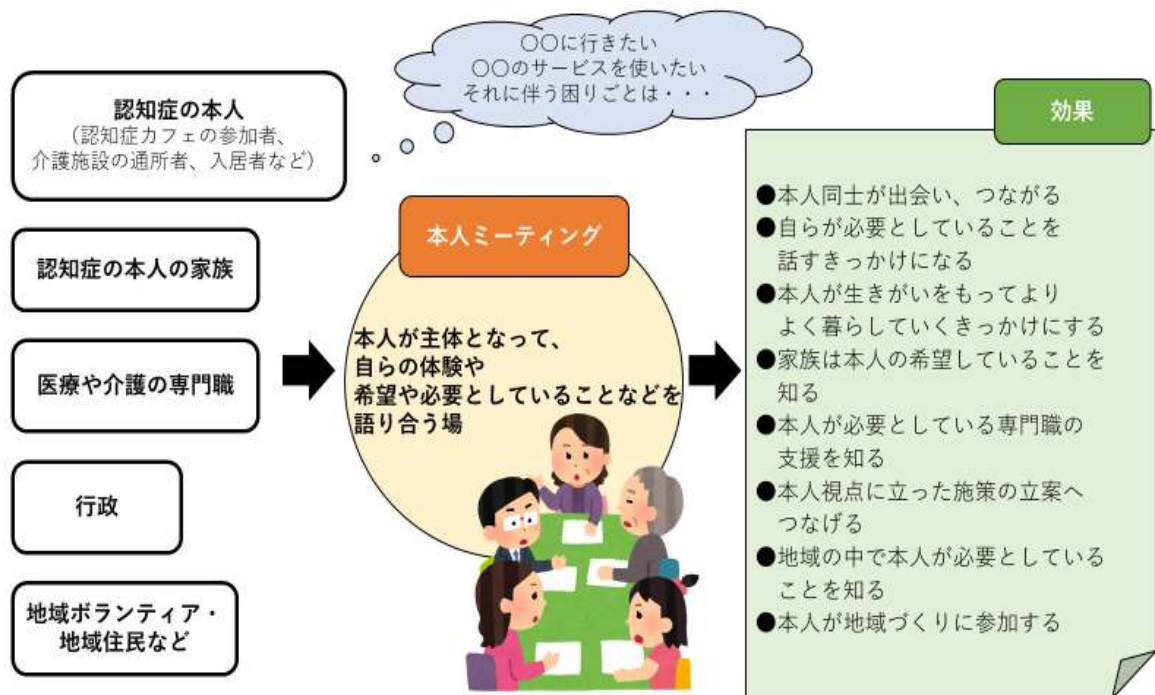 〇〇に行きたい
〇〇のサービスを使いたい
それに伴う困りごとは・・・
認知症の本人
（認知症カフェの参加者、
介護施設の通所者、入居者など）
認知症の本人の家族
医療や介護の専門職
行政
地域ボランティア・
地域住民など
本人ミーティング
本人が主体となって、
自らの体験や
希望や必要としていることなどを
語り合う場
効果
●本人同士が出会い、つながる
●自らが必要としていることを
話すきっかけになる
●本人が生きがいをもってより
よく暮らしていくきっかけにする
●家族は本人の希望していることを
知る
●本人が必要としている専門職の
支援を知る
●本人視点に立った施策の立案へ
つなげる
●地域の中で本人が必要としている
ことを知る
●本人が地域づくりに参加する